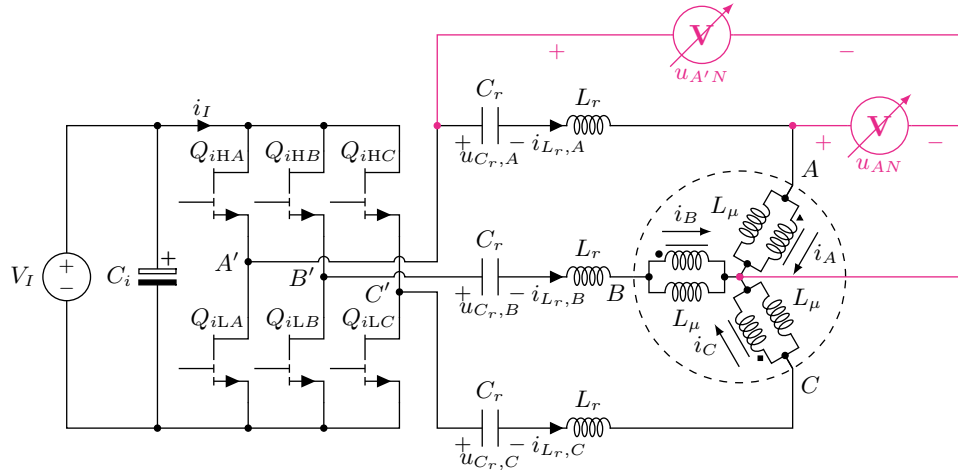 V
+ −
u_{A'N}
C_r L_r
i_I
V
+ −
u_{AN}
+ −
u_{C_r,A} i_{L_r,A}
Q_{iHA} Q_{iHB} Q_{iHC}
A
L_μ
i_B
i_A
C_r L_r
A'
V_I + −
C_i +
B'
C'
+ −
u_{C_r,B} i_{L_r,B}
B
L_μ
L_μ
i_C
Q_{iLA} Q_{iLB} Q_{iLC}
C
C_r L_r
+ −
u_{C_r,C} i_{L_r,C}